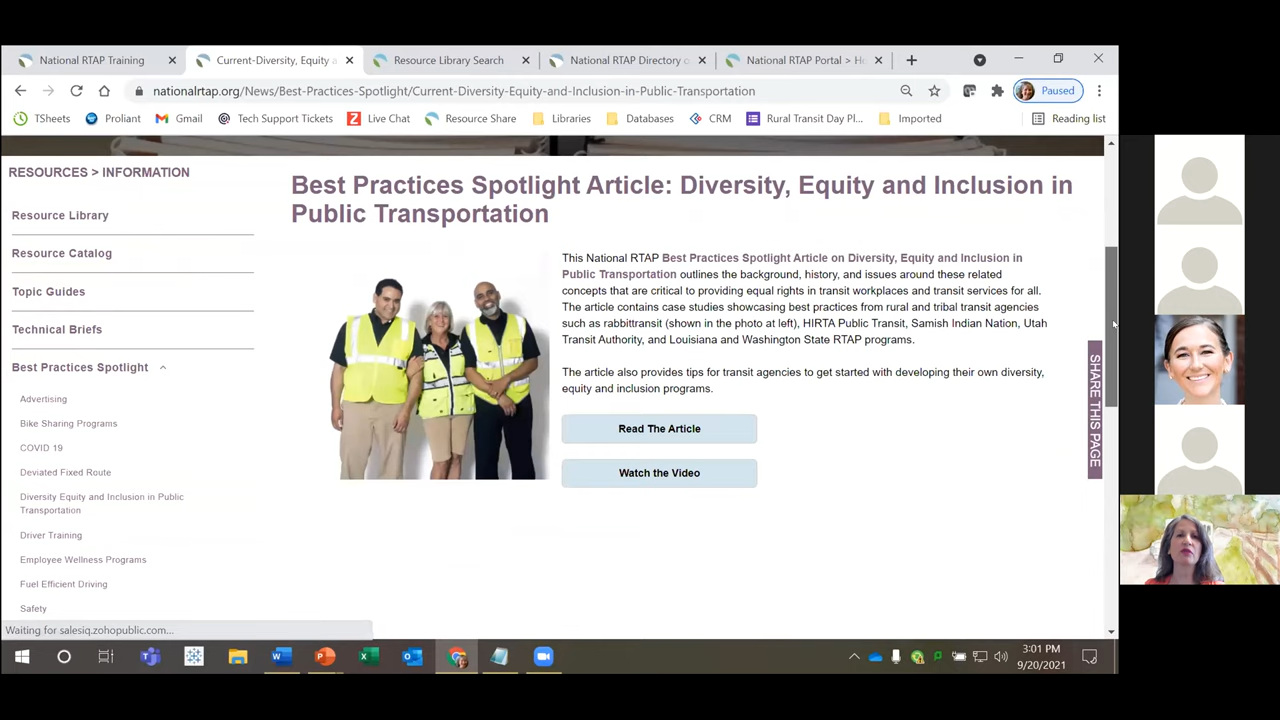 National RTAP Training
Current-Diversity, Equity a
Resource Library Search
National RTAP Directory o
National RTAP Portal > Ho
nationalrtap.org/News/Best-Practices-Spotlight/Current-Diversity-Equity-and-Inclusion-in-Public-Transportation
Paused
TSheets
Proliant
Gmail
Tech Support Tickets
Live Chat
Resource Share
Libraries
Databases
CRM
Rural Transit Day Pl...
Imported
Reading list
RESOURCES > INFORMATION
Resource Library
Resource Catalog
Topic Guides
Technical Briefs
Best Practices Spotlight
Advertising
Bike Sharing Programs
COVID 19
Deviated Fixed Route
Diversity Equity and Inclusion in Public
Transportation
Driver Training
Employee Wellness Programs
Fuel Efficient Driving
Safety
Best Practices Spotlight Article: Diversity, Equity and Inclusion in
Public Transportation
This National RTAP Best Practices Spotlight Article on Diversity, Equity and Inclusion in
Public Transportation outlines the background, history, and issues around these related
concepts that are critical to providing equal rights in transit workplaces and transit services for all.
The article contains case studies showcasing best practices from rural and tribal transit agencies
such as rabbittransit (shown in the photo at left), HIRTA Public Transit, Samish Indian Nation, Utah
Transit Authority, and Louisiana and Washington State RTAP programs.
The article also provides tips for transit agencies to get started with developing their own diversity,
equity and inclusion programs.
Read The Article
Watch the Video
SHARE THIS PAGE
Waiting for salesiq.zohopublic.com...
3:01 PM
9/20/2021